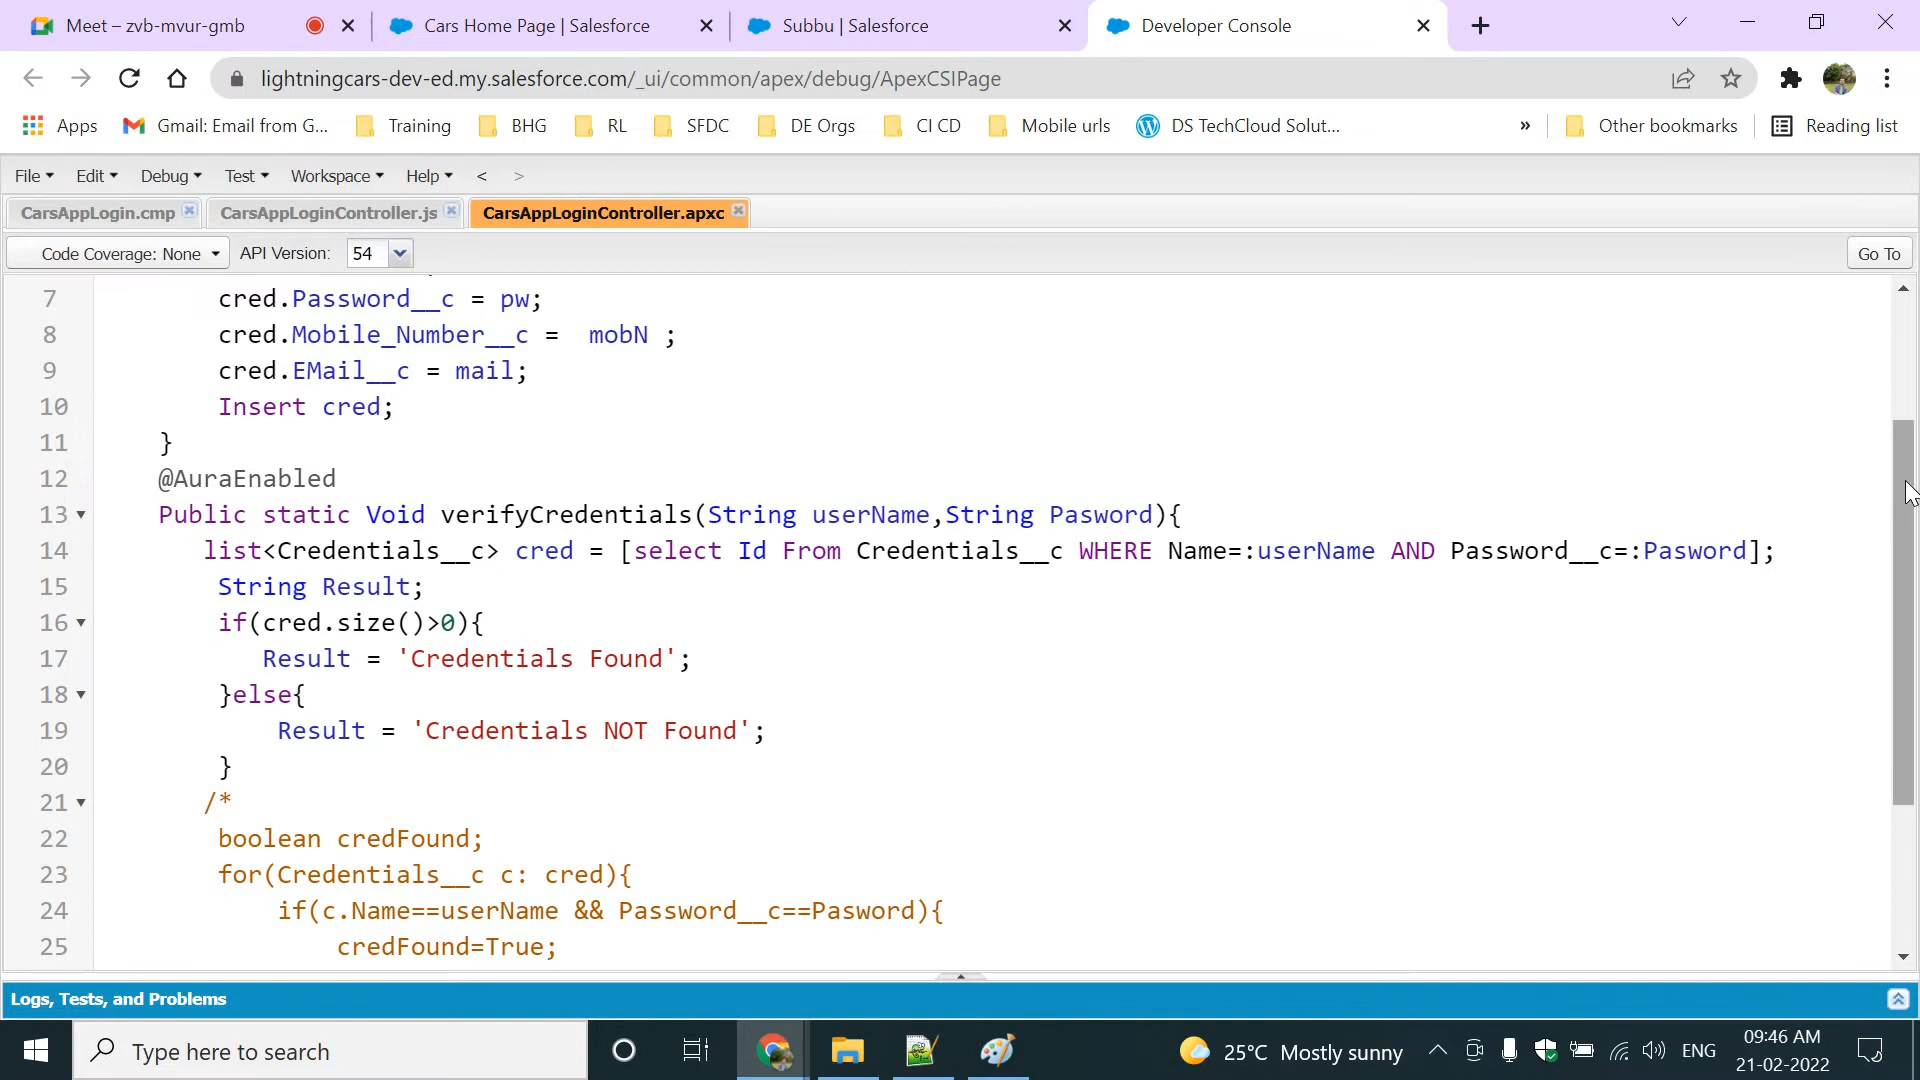 Meet – zvb-mvur-gmb
Cars Home Page | Salesforce
Subbu | Salesforce
Developer Console
lightningcars-dev-ed.my.salesforce.com/_ui/common/apex/debug/ApexCSIPage
Apps
Gmail: Email from G...
Training
BHG
RL
SFDC
DE Orgs
CI CD
Mobile urls
DS TechCloud Solut...
»
Other bookmarks
Reading list
File
Edit
Debug
Test
Workspace
Help
<
>
CarsAppLogin.cmp
CarsAppLoginController.js
CarsAppLoginController.apxc
Code Coverage: None
API Version:
54
Go To
7 cred.Password__c = pw;
8 cred.Mobile_Number__c =  mobN ;
9 cred.EMail__c = mail;
10 Insert cred;
11 }
12 @AuraEnabled
13 Public static Void verifyCredentials(String userName,String Pasword){
14 list<Credentials__c> cred = [select Id From Credentials__c WHERE Name=:userName AND Password__c=:Pasword];
15 String Result;
16 if(cred.size()>0){
17 Result = 'Credentials Found';
18 }else{
19 Result = 'Credentials NOT Found';
20 }
21 /*
22 boolean credFound;
23 for(Credentials__c c: cred){
24 if(c.Name==userName && Password__c==Pasword){
25 credFound=True;
Logs, Tests, and Problems
Type here to search
25°C Mostly sunny
ENG
09:46 AM
21-02-2022